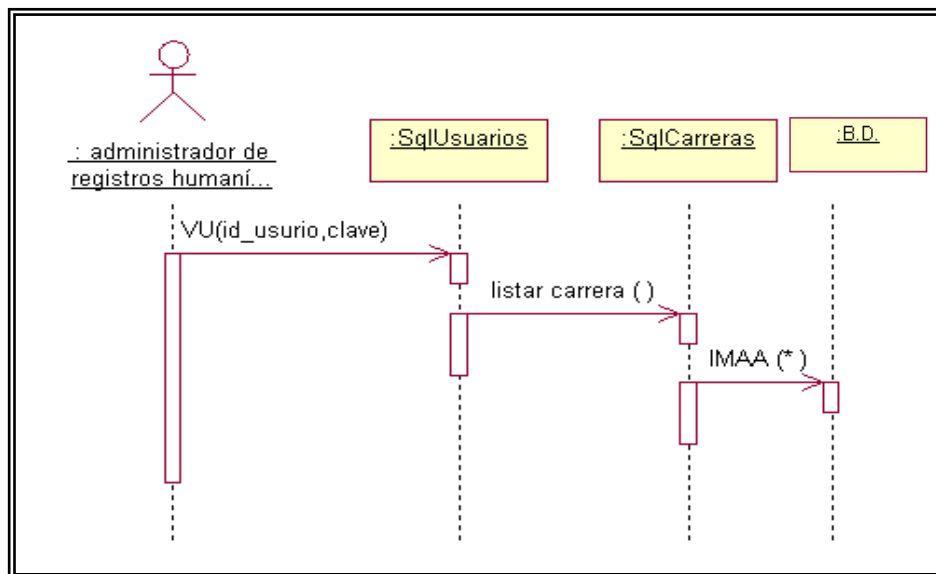 : administrador de
registros humaní...
:SqlUsuarios
:SqlCarreras
:B.D.
VU(id_usurio,clave)
listar carrera ( )
IMAA (* )